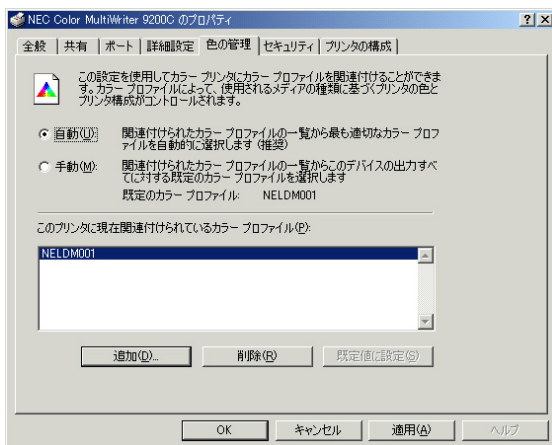 NEC Color MultiWriter 9200C のプロパティ
全般 共有 ポート 詳細設定 色の管理 セキュリティ プリンタの構成
この設定を使用してカラー プリンタにカラー プロファイルを関連付けることができま
す。カラー プロファイルによって、使用されるメディアの種類に基づくプリンタの色と
プリンタ構成がコントロールされます。
自動(U): 関連付けられたカラー プロファイルの一覧から最も適切なカラー プロフ
ァイルを自動的に選択します (推奨)
手動(M): 関連付けられたカラー プロファイルの一覧からこのデバイスの出力すべ
てに対する既定のカラー プロファイルを選択します
既定のカラー プロファイル: NELDM001
このプリンタに現在関連付けられているカラー プロファイル(P):
NELDM001
追加(D)... 削除(R) 既定値に設定(S)
OK キャンセル 適用(A) ヘルプ